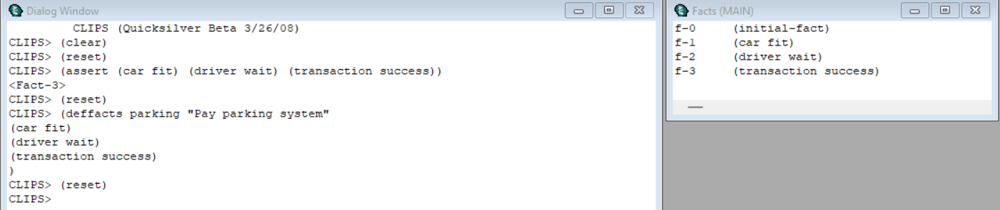 Dialog Window
CLIPS (Quicksilver Beta 3/26/08)
CLIPS> (clear)
CLIPS> (reset)
CLIPS> (assert (car fit) (driver wait) (transaction success))
<Fact-3>
CLIPS> (reset)
CLIPS> (deffacts parking "Pay parking system"
(car fit)
(driver wait)
(transaction success)
)
CLIPS> (reset)
CLIPS>
Facts (MAIN)
f-0 (initial-fact)
f-1 (car fit)
f-2 (driver wait)
f-3 (transaction success)